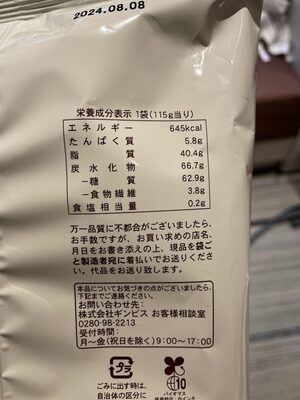 2024.08.08
栄養成分表示 1袋(115g当り)
エネルギー 645kcal
たんぱく質 5.8g
脂質 40.4g
炭水化物 66.7g
－糖質 62.9g
－食物繊維 3.8g
食塩相当量 0.2g
万一品質に不都合がございましたら、
お手数ですが、お買い求めの店名、
月日をお書き添えの上、現品を袋ご
と製造者宛に着払いでお送りくださ
い。代品をお送り致します。
本品についてお気づきの点がございましたら、
下記までご連絡ください。
お問い合わせ先:
株式会社ギンビス お客様相談室
0280-98-2213
受付時間:
月～金(祝日を除く)9:00～17:00
プラ
10
ごみに出す時は、
自治体の区分に
バイオマス